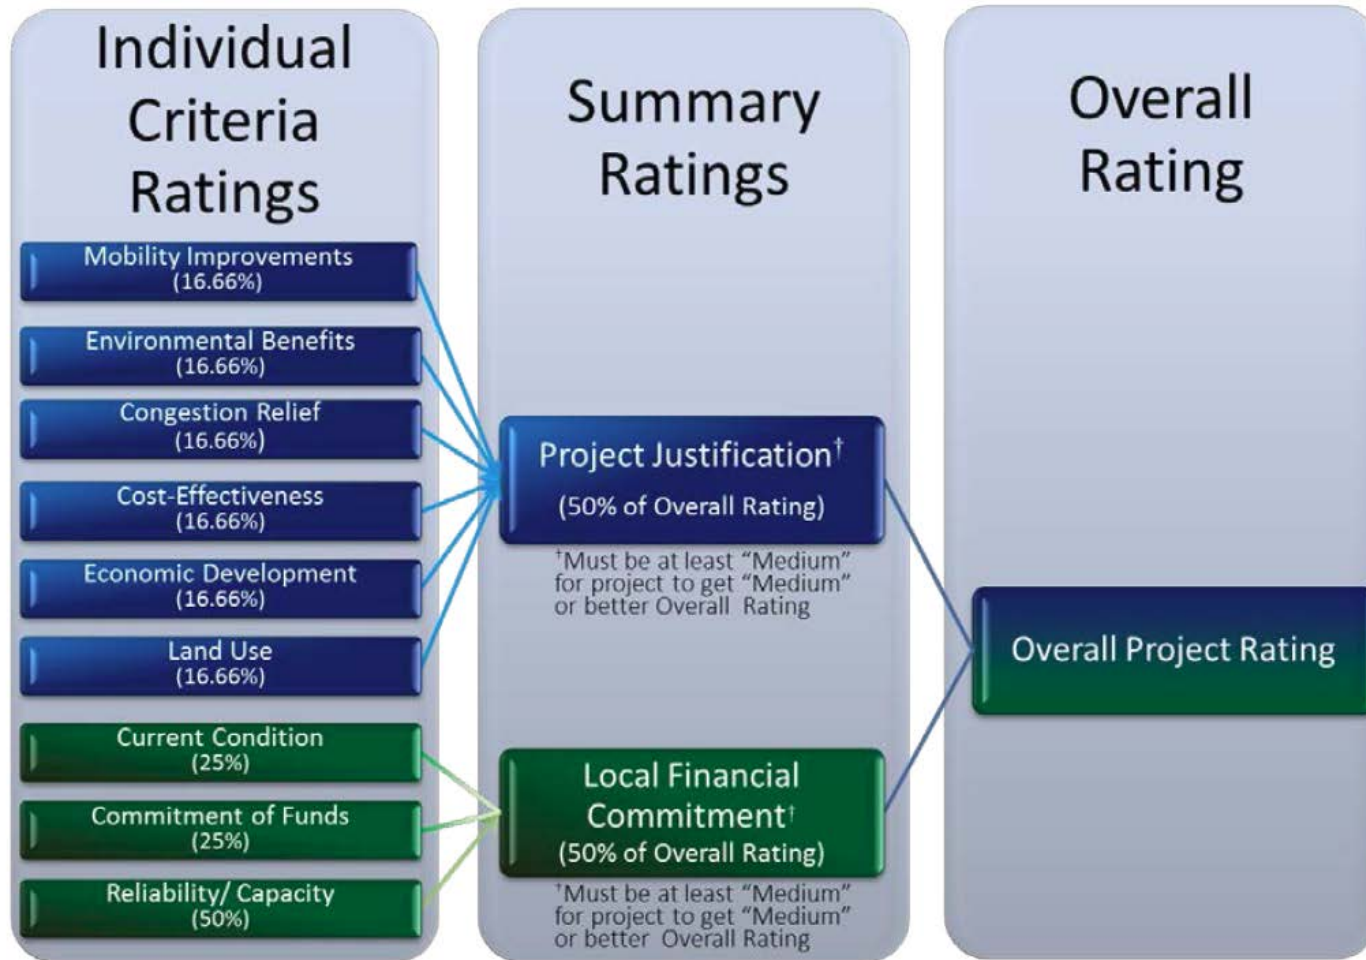 Individual
Criteria
Ratings
Mobility Improvements
(16.66%)
Environmental Benefits
(16.66%)
Congestion Relief
(16.66%)
Cost-Effectiveness
(16.66%)
Economic Development
(16.66%)
Land Use
(16.66%)
Current Condition
(25%)
Commitment of Funds
(25%)
Reliability/ Capacity
(50%)
Summary
Ratings
Project Justification†
(50% of Overall Rating)
†Must be at least “Medium”
for project to get “Medium”
or better Overall Rating
Local Financial
Commitment†
(50% of Overall Rating)
†Must be at least “Medium”
for project to get “Medium”
or better Overall Rating
Overall
Rating
Overall Project Rating